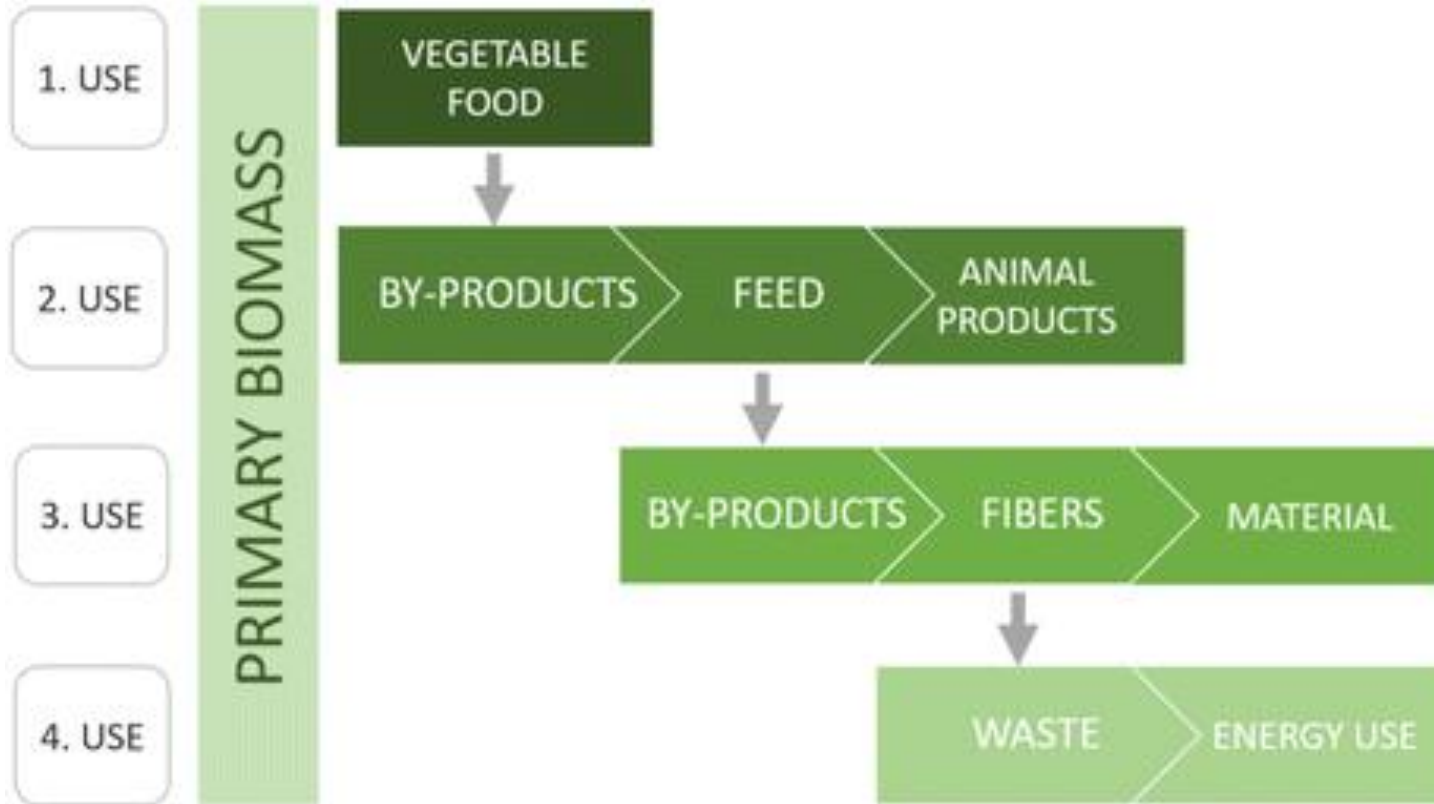 1. USE
PRIMARY BIOMASS
VEGETABLE
FOOD
2. USE
BY-PRODUCTS
FEED
ANIMAL
PRODUCTS
3. USE
BY-PRODUCTS
FIBERS
MATERIAL
4. USE
WASTE
ENERGY USE